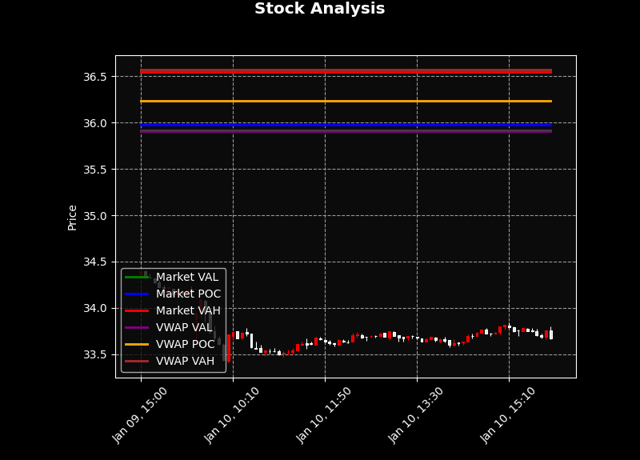 Stock Analysis
Price
36.5
36.0
35.5
35.0
34.5
34.0
33.5
Market VAL
Market POC
Market VAH
VWAP VAL
VWAP POC
VWAP VAH
Jan 09, 15:00
Jan 10, 10:10
Jan 10, 11:50
Jan 10, 13:30
Jan 10, 15:10